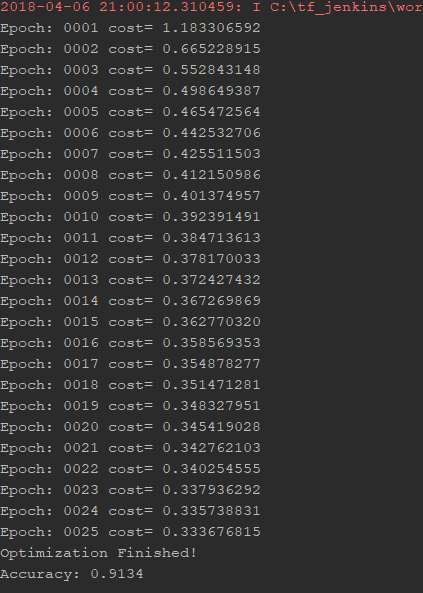 2018-04-06 21:00:12.310459: I C:\tf_jenkins\wor
Epoch: 0001 cost= 1.183306592
Epoch: 0002 cost= 0.665228915
Epoch: 0003 cost= 0.552843148
Epoch: 0004 cost= 0.498649387
Epoch: 0005 cost= 0.465472564
Epoch: 0006 cost= 0.442532706
Epoch: 0007 cost= 0.425511503
Epoch: 0008 cost= 0.412150986
Epoch: 0009 cost= 0.401374957
Epoch: 0010 cost= 0.392391491
Epoch: 0011 cost= 0.384713613
Epoch: 0012 cost= 0.378170033
Epoch: 0013 cost= 0.372427432
Epoch: 0014 cost= 0.367269869
Epoch: 0015 cost= 0.362770320
Epoch: 0016 cost= 0.358569353
Epoch: 0017 cost= 0.354878277
Epoch: 0018 cost= 0.351471281
Epoch: 0019 cost= 0.348327951
Epoch: 0020 cost= 0.345419028
Epoch: 0021 cost= 0.342762103
Epoch: 0022 cost= 0.340254555
Epoch: 0023 cost= 0.337936292
Epoch: 0024 cost= 0.335738831
Epoch: 0025 cost= 0.333676815
Optimization Finished!
Accuracy: 0.9134